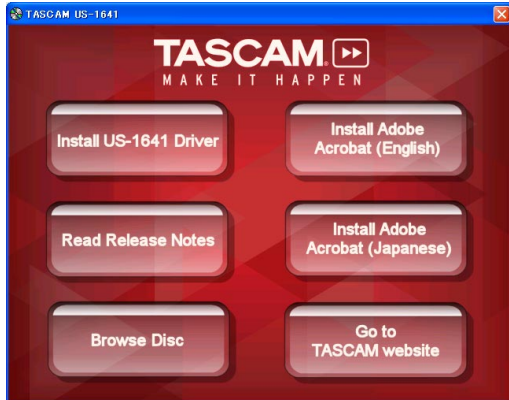 TASCAM US-1641
TASCAM
MAKE IT HAPPEN
Install US-1641 Driver
Install Adobe
Acrobat (English)
Read Release Notes
Install Adobe
Acrobat (Japanese)
Browse Disc
Go to
TASCAM website